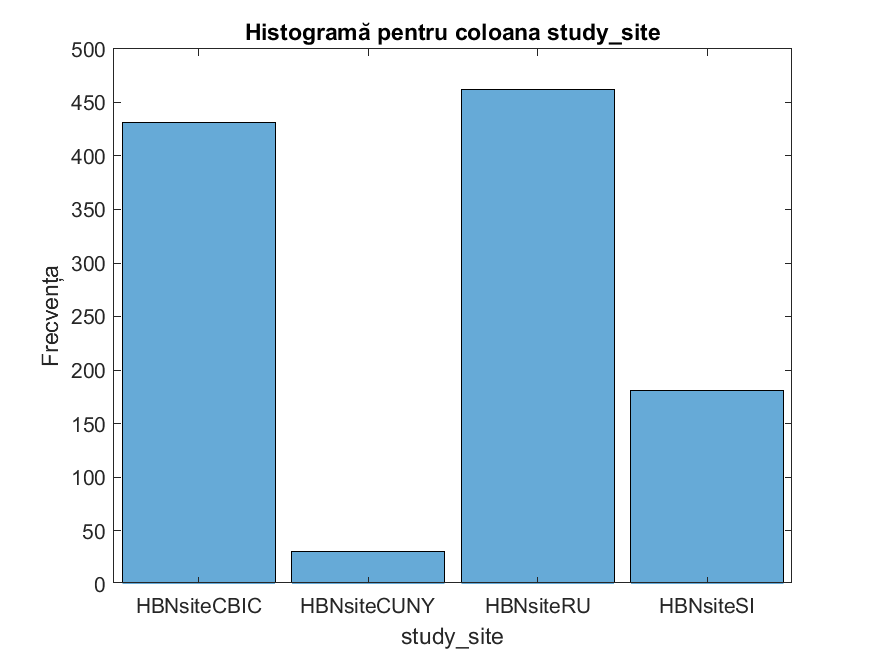 Histogramă pentru coloana study_site
500
450
400
350
300
250
200
150
100
50
0
Frecvența
HBNsiteCBIC HBNsiteCUNY HBNsiteRU HBNsiteSI
study_site